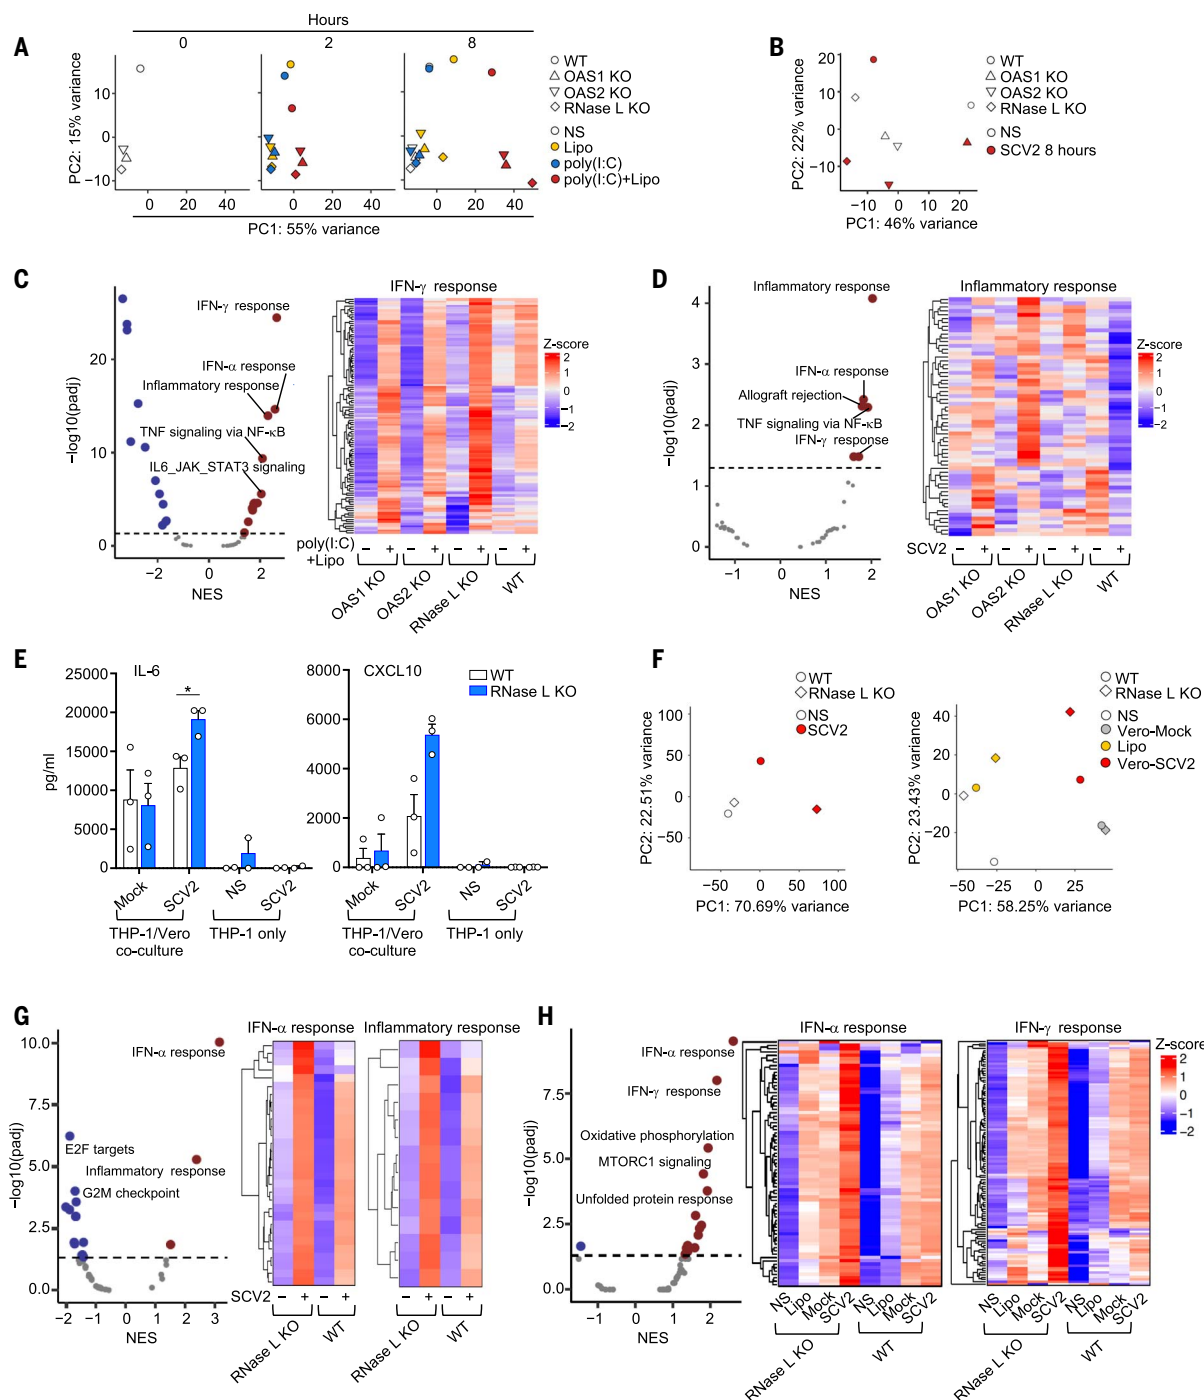 A
Hours
0
2
8
PC2: 15% variance
10
0
−10
0 20 40
0 20 40
0 20 40
PC1: 55% variance
WT
OAS1 KO
OAS2 KO
RNase L KO
NS
Lipo
poly(I:C)
poly(I:C)+Lipo
B
PC2: 22% variance
20
10
0
−10
−10 0 10 20
PC1: 46% variance
WT
OAS1 KO
OAS2 KO
RNase L KO
NS
SCV2 8 hours
C
−log10(padj)
20
10
0
−2 0 2
NES
IFN-γ response
IFN-α response
Inflammatory response
TNF signaling via NF-κB
IL6_JAK_STAT3 signaling
IFN-γ response
Z-score
2
1
0
−1
−2
poly(I:C)
+Lipo
− + − + − + − +
OAS1 KO
OAS2 KO
RNase L KO
WT
D
−log10(padj)
4
3
2
1
0
−1 0 1 2
NES
Inflammatory response
IFN-α response
Allograft rejection
TNF signaling via NF-κB
IFN-γ response
Inflammatory response
Z-score
2
1
0
−1
−2
SCV2 − + − + − + − +
OAS1 KO
OAS2 KO
RNase L KO
WT
E
IL-6
pg/ml
25000
20000
15000
10000
5000
0
*
Mock
SCV2
NS
SCV2
THP-1/Vero
co-culture
THP-1 only
CXCL10
8000
6000
4000
2000
0
WT
RNase L KO
Mock
SCV2
NS
SCV2
THP-1/Vero
co-culture
THP-1 only
F
PC2: 22.51% variance
100
50
0
−50
−50 0 50 100
PC1: 70.69% variance
WT
RNase L KO
NS
SCV2
PC2: 23.43% variance
40
20
0
−20
−50 −25 0 25
PC1: 58.25% variance
WT
RNase L KO
NS
Vero-Mock
Lipo
Vero-SCV2
G
−log10(padj)
10.0
7.5
5.0
2.5
0.0
−2 −1 0 1 2 3
NES
IFN-α response
E2F targets
Inflammatory response
G2M checkpoint
IFN-α response
Inflammatory response
SCV2 − + − +
− + − +
RNase L KO
WT
RNase L KO
WT
H
−log10(padj)
7.5
5.0
2.5
0.0
−1 0 1 2
NES
IFN-α response
IFN-γ response
Oxidative phosphorylation
MTORC1 signaling
Unfolded protein response
IFN-α response
IFN-γ response
Z-score
2
1
0
−1
−2
NS
Lipo
Mock
SCV2
NS
Lipo
Mock
SCV2
RNase L KO
WT
NS
Lipo
Mock
SCV2
NS
Lipo
Mock
SCV2
RNase L KO
WT